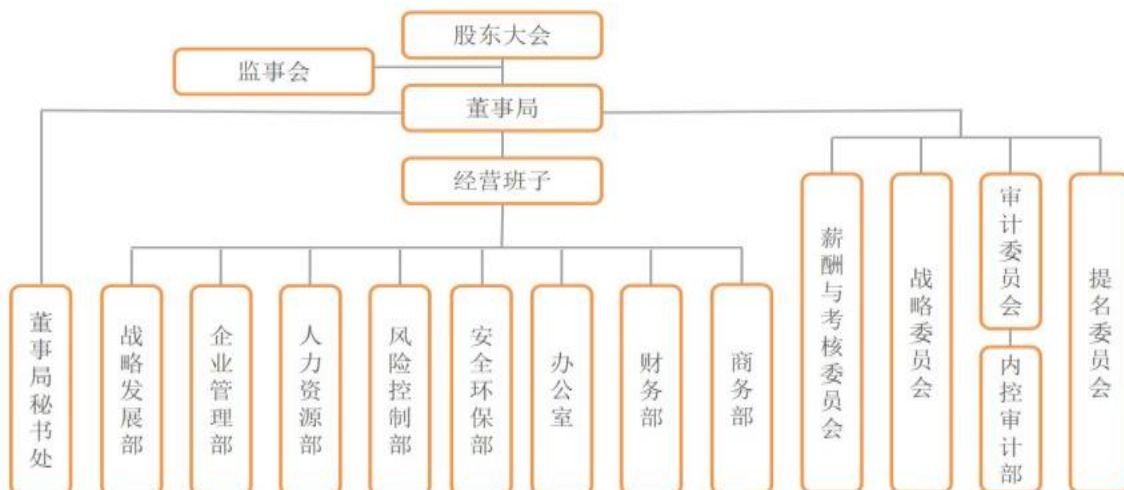 股东大会
监事会
董事局
经营班子
董事局秘书处
战略发展部
企业管理部
人力资源部
风险控制部
安全环保部
办公室
财务部
商务部
薪酬与考核委员会
战略委员会
审计委员会
内控审计部
提名委员会